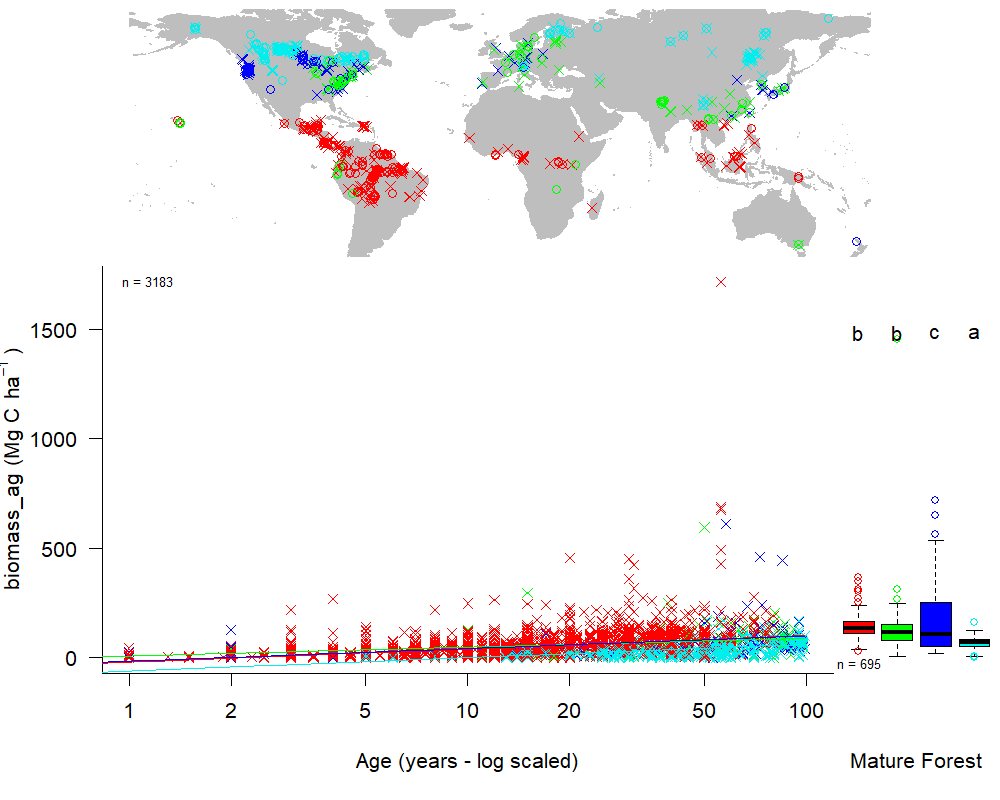 n = 3183
b b c a
1500
1000
500
0
biomass_ag (Mg C ha⁻¹)
n = 695
1 2 5 10 20 50 100
Age (years - log scaled) Mature Forest